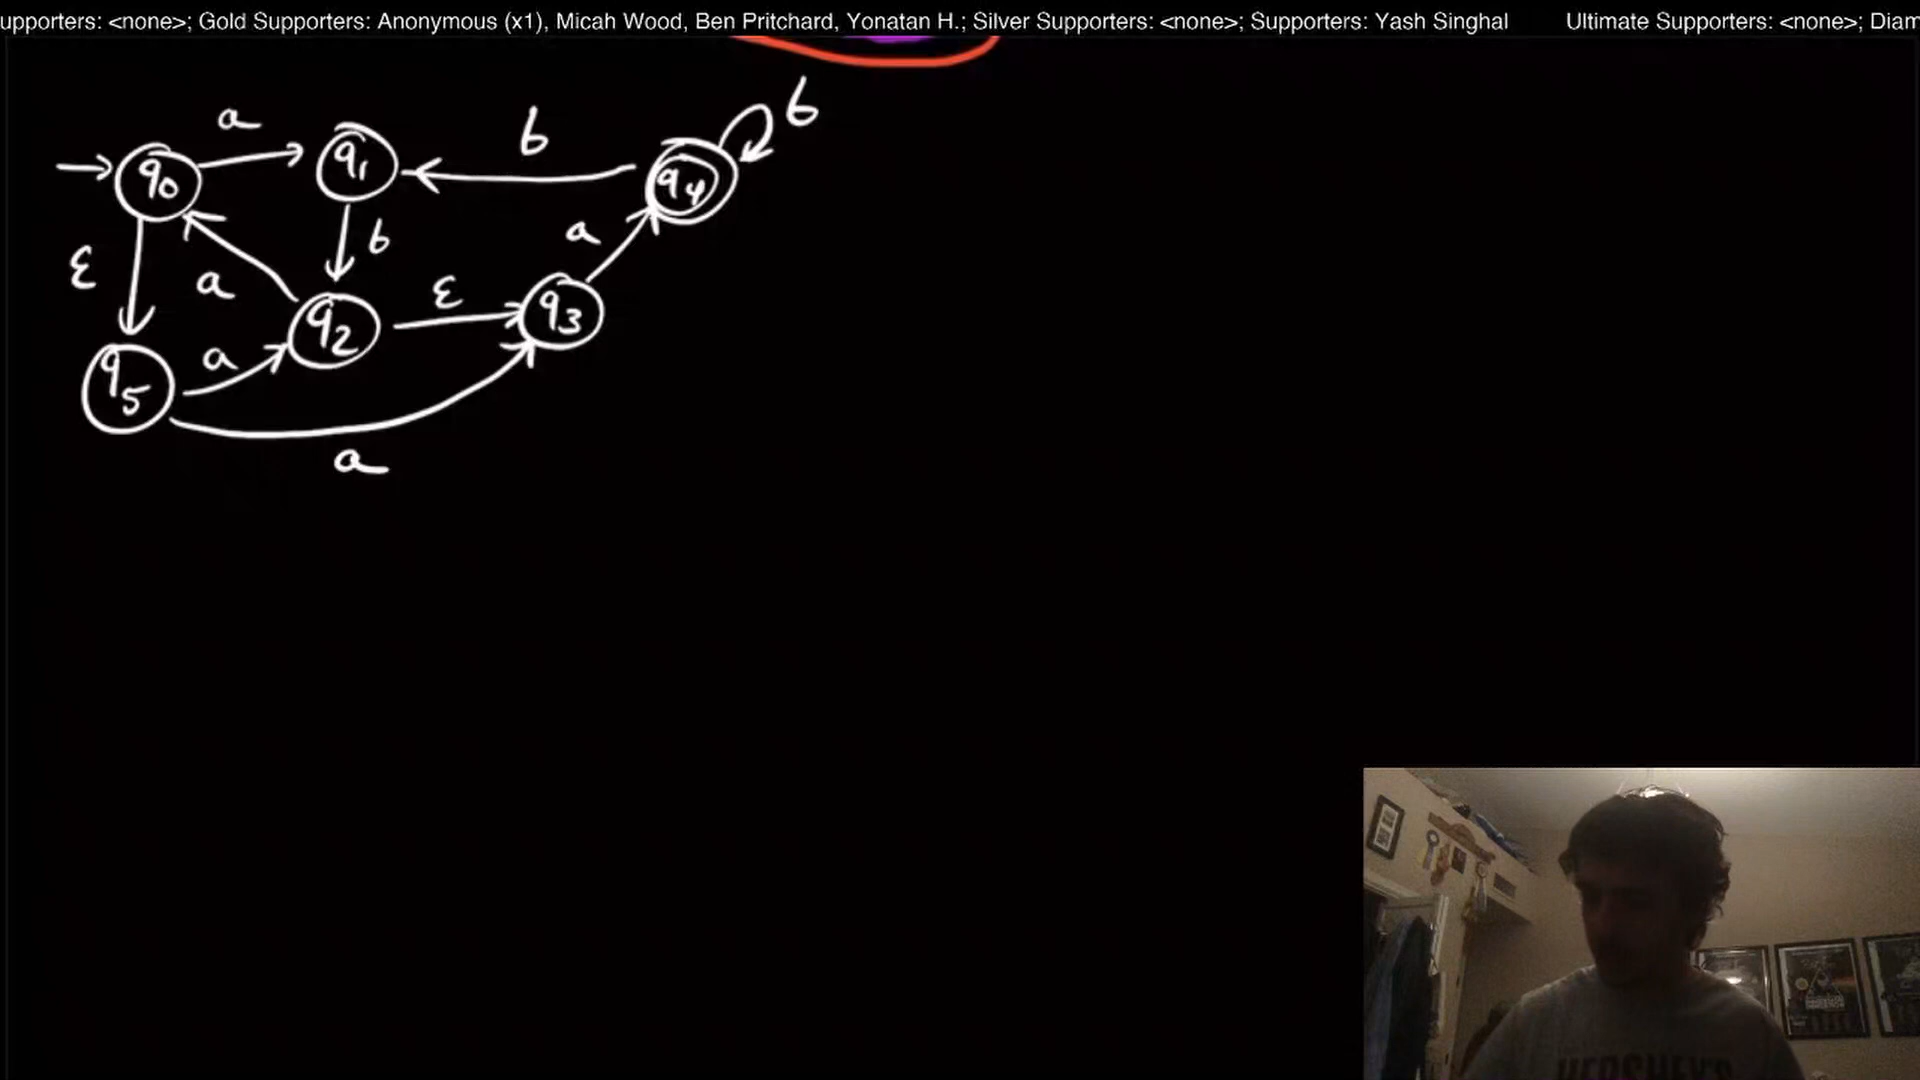 upporters: <none>; Gold Supporters: Anonymous (x1), Micah Wood, Ben Pritchard, Yonatan H.; Silver Supporters: <none>; Supporters: Yash Singhal Ultimate Supporters: <none>; Diam
a
b
b
q0
q1
q4
ε
a
b
a
ε
q2
q3
q5
a
a
HERSHEY'S